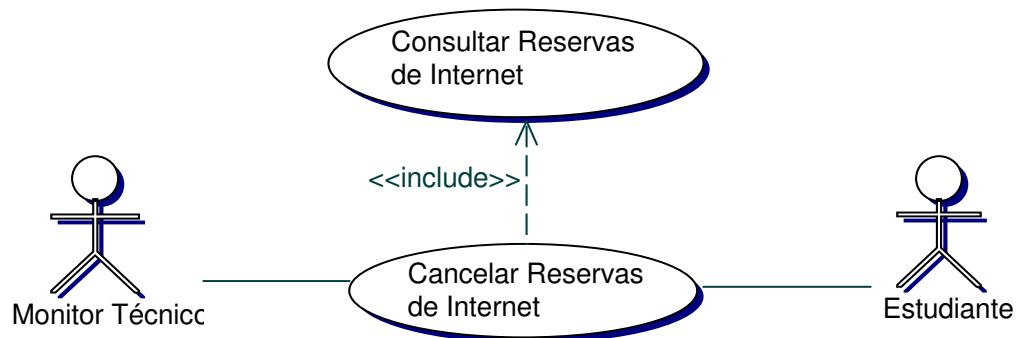 Consultar Reservas
de Internet
<<include>>
Cancelar Reservas
de Internet
Monitor Técnico
Estudiante